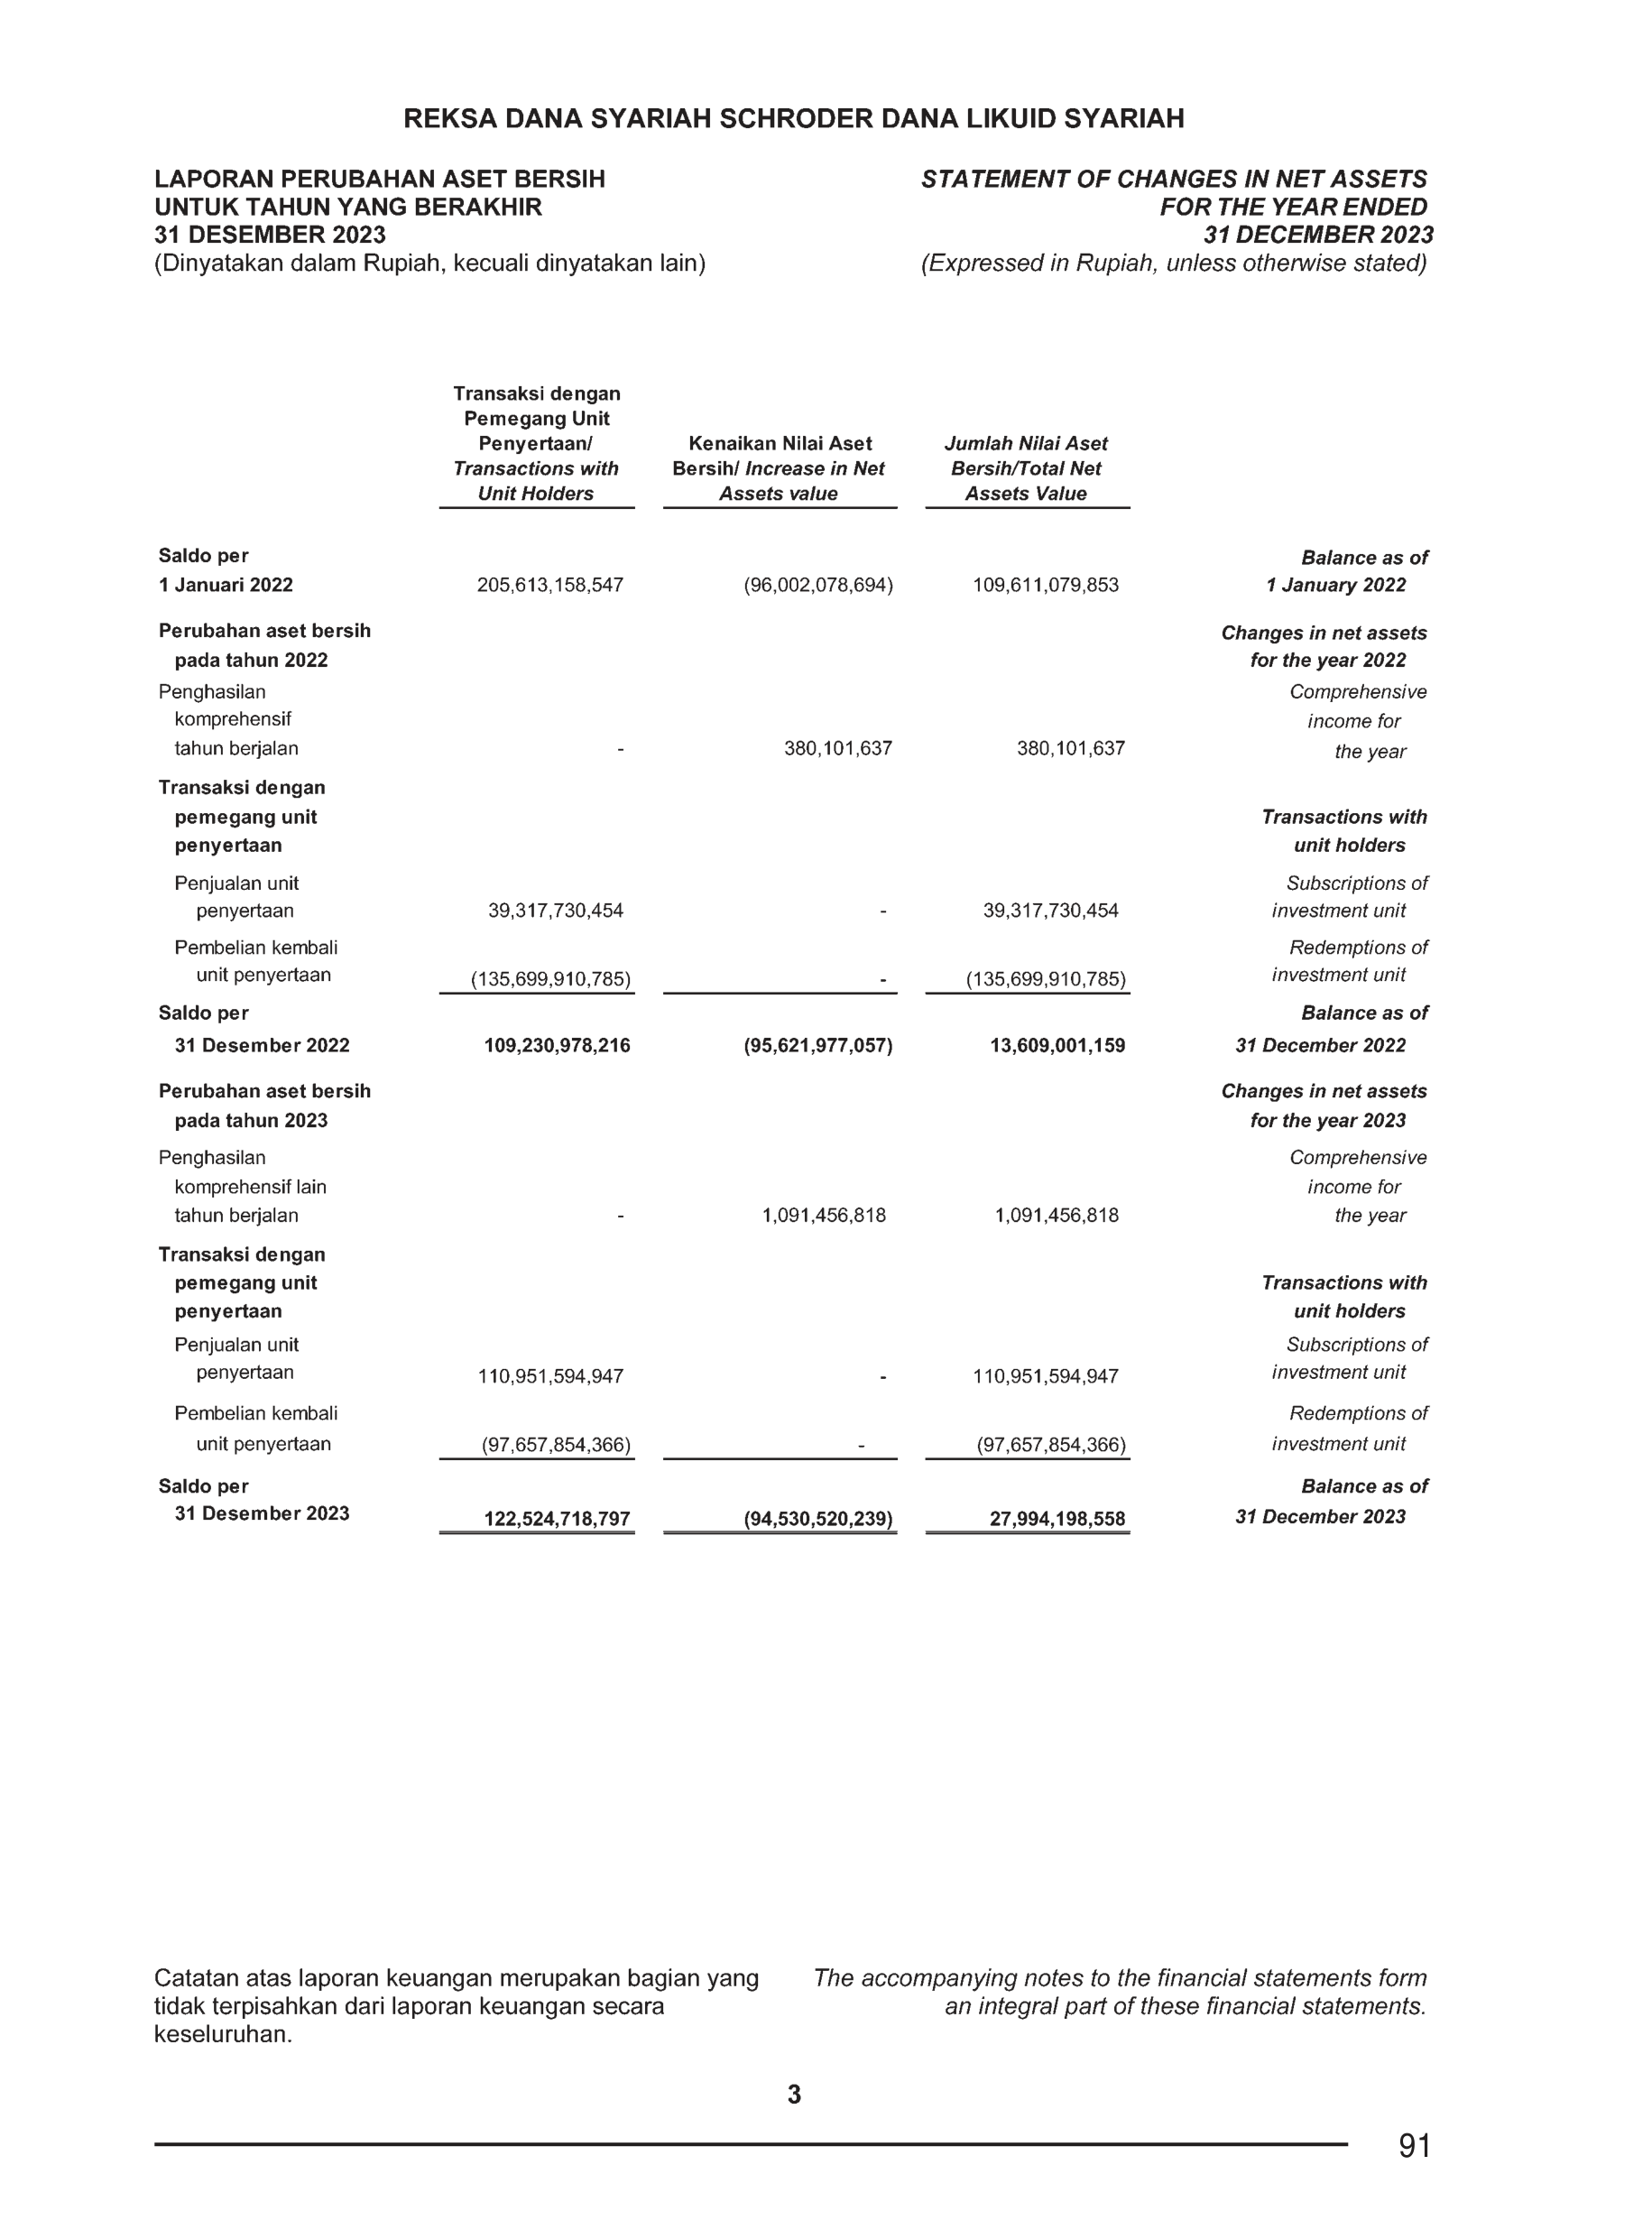 REKSA DANA SYARIAH SCHRODER DANA LIKUID SYARIAH
LAPORAN PERUBAHAN ASET BERSIH
UNTUK TAHUN YANG BERAKHIR
31 DESEMBER 2023
(Dinyatakan dalam Rupiah, kecuali dinyatakan lain)
STATEMENT OF CHANGES IN NET ASSETS
FOR THE YEAR ENDED
31 DECEMBER 2023
(Expressed in Rupiah, unless otherwise stated)
Transaksi dengan
Pemegang Unit
Penyertaan/
Transactions with
Unit Holders
Kenaikan Nilai Aset
Bersih/ Increase in Net
Assets value
Jumlah Nilai Aset
Bersih/Total Net
Assets Value
Saldo per Balance as of
1 Januari 2022 205,613,158,547 (96,002,078,694) 109,611,079,853 1 January 2022
Perubahan aset bersih Changes in net assets
pada tahun 2022 for the year 2022
Penghasilan Comprehensive
komprehensif income for
tahun berjalan - 380,101,637 380,101,637 the year
Transaksi dengan
pemegang unit Transactions with
penyertaan unit holders
Penjualan unit Subscriptions of
penyertaan 39,317,730,454 - 39,317,730,454 investment unit
Pembelian kembali Redemptions of
unit penyertaan (135,699,910,785) - (135,699,910,785) investment unit
Saldo per Balance as of
31 Desember 2022 109,230,978,216 (95,621,977,057) 13,609,001,159 31 December 2022
Perubahan aset bersih Changes in net assets
pada tahun 2023 for the year 2023
Penghasilan Comprehensive
komprehensif lain income for
tahun berjalan - 1,091,456,818 1,091,456,818 the year
Transaksi dengan
pemegang unit Transactions with
penyertaan unit holders
Penjualan unit Subscriptions of
penyertaan 110,951,594,947 - 110,951,594,947 investment unit
Pembelian kembali Redemptions of
unit penyertaan (97,657,854,366) - (97,657,854,366) investment unit
Saldo per Balance as of
31 Desember 2023 122,524,718,797 (94,530,520,239) 27,994,198,558 31 December 2023
Catatan atas laporan keuangan merupakan bagian yang
tidak terpisahkan dari laporan keuangan secara
keseluruhan.
The accompanying notes to the financial statements form
an integral part of these financial statements.
3
91